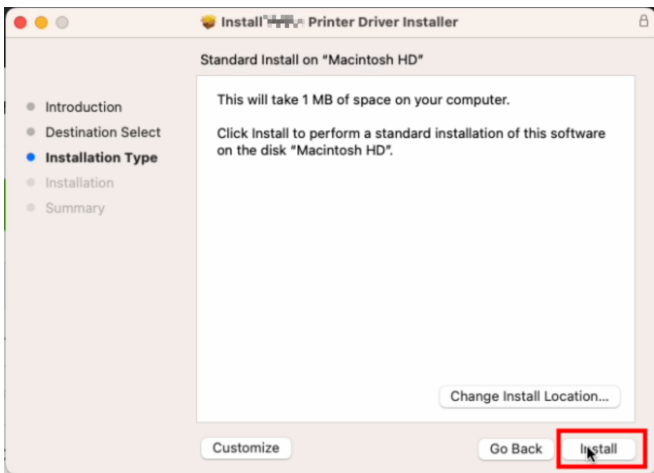 Install Printer Driver Installer
Standard Install on “Macintosh HD”
Introduction
Destination Select
Installation Type
Installation
Summary
This will take 1 MB of space on your computer.
Click Install to perform a standard installation of this software
on the disk “Macintosh HD”.
Change Install Location...
Customize
Go Back
Install